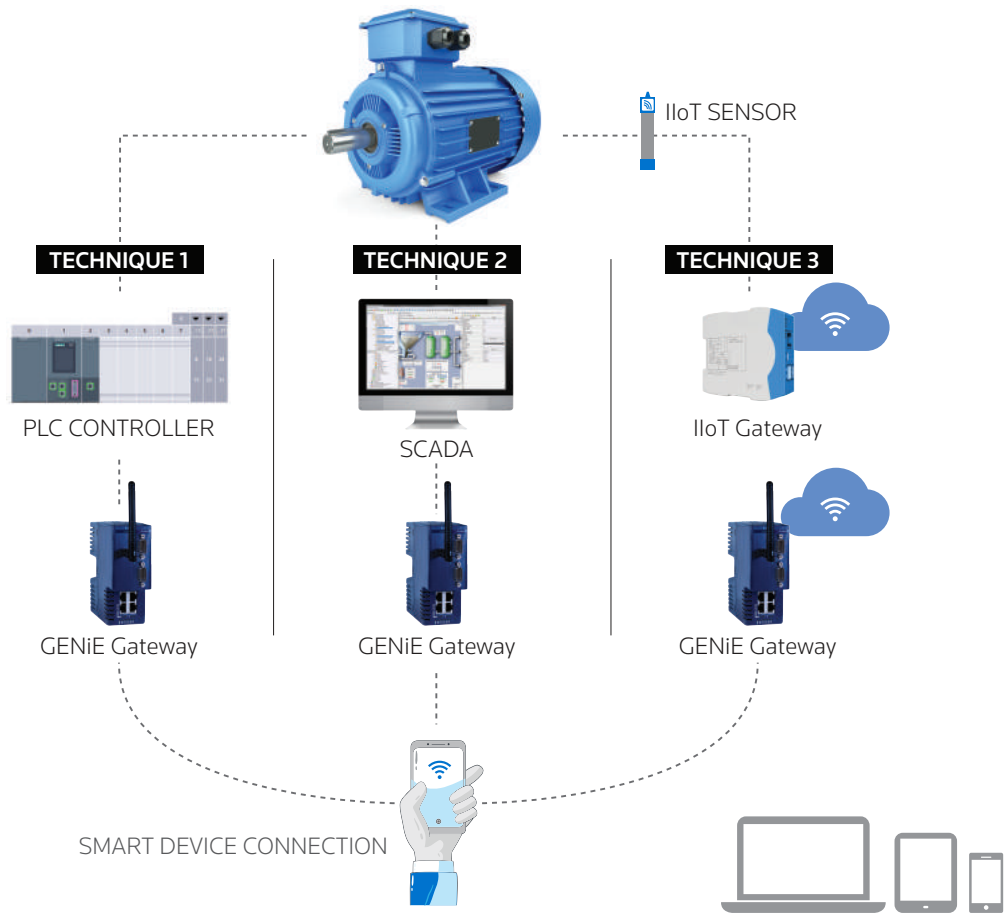 IIoT SENSOR
TECHNIQUE 1
TECHNIQUE 2
TECHNIQUE 3
PLC CONTROLLER
SCADA
IIoT Gateway
GENiE Gateway
GENiE Gateway
GENiE Gateway
SMART DEVICE CONNECTION